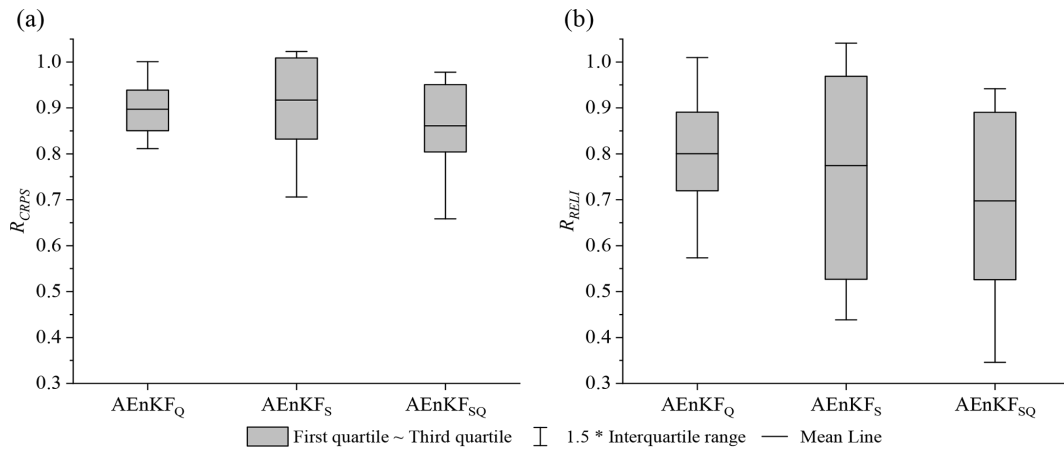 (a)
1.0
0.9
0.8
0.7
0.6
0.5
0.4
0.3
R_CRPS
AEnKF_Q AEnKF_S AEnKF_SQ
(b)
1.0
0.9
0.8
0.7
0.6
0.5
0.4
0.3
R_RELI
AEnKF_Q AEnKF_S AEnKF_SQ
First quartile ~ Third quartile 1.5 * Interquartile range Mean Line